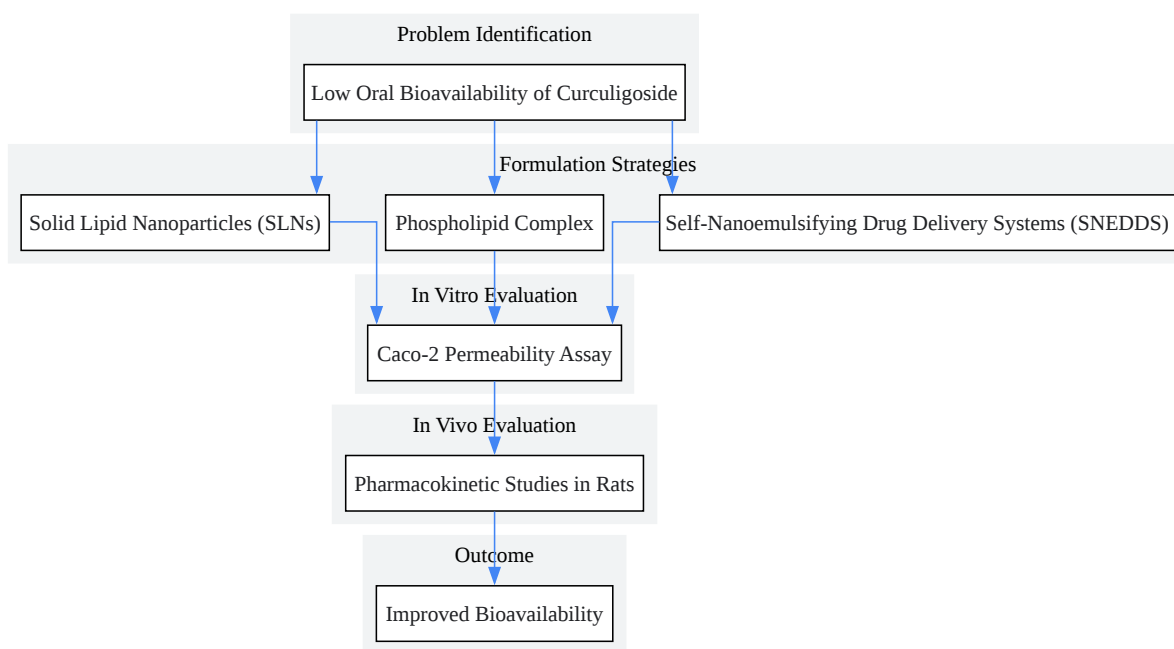 Problem Identification
Low Oral Bioavailability of Curculigoside
Formulation Strategies
Solid Lipid Nanoparticles (SLNs)
Phospholipid Complex
Self-Nanoemulsifying Drug Delivery Systems (SNEDDS)
In Vitro Evaluation
Caco-2 Permeability Assay
In Vivo Evaluation
Pharmacokinetic Studies in Rats
Outcome
Improved Bioavailability